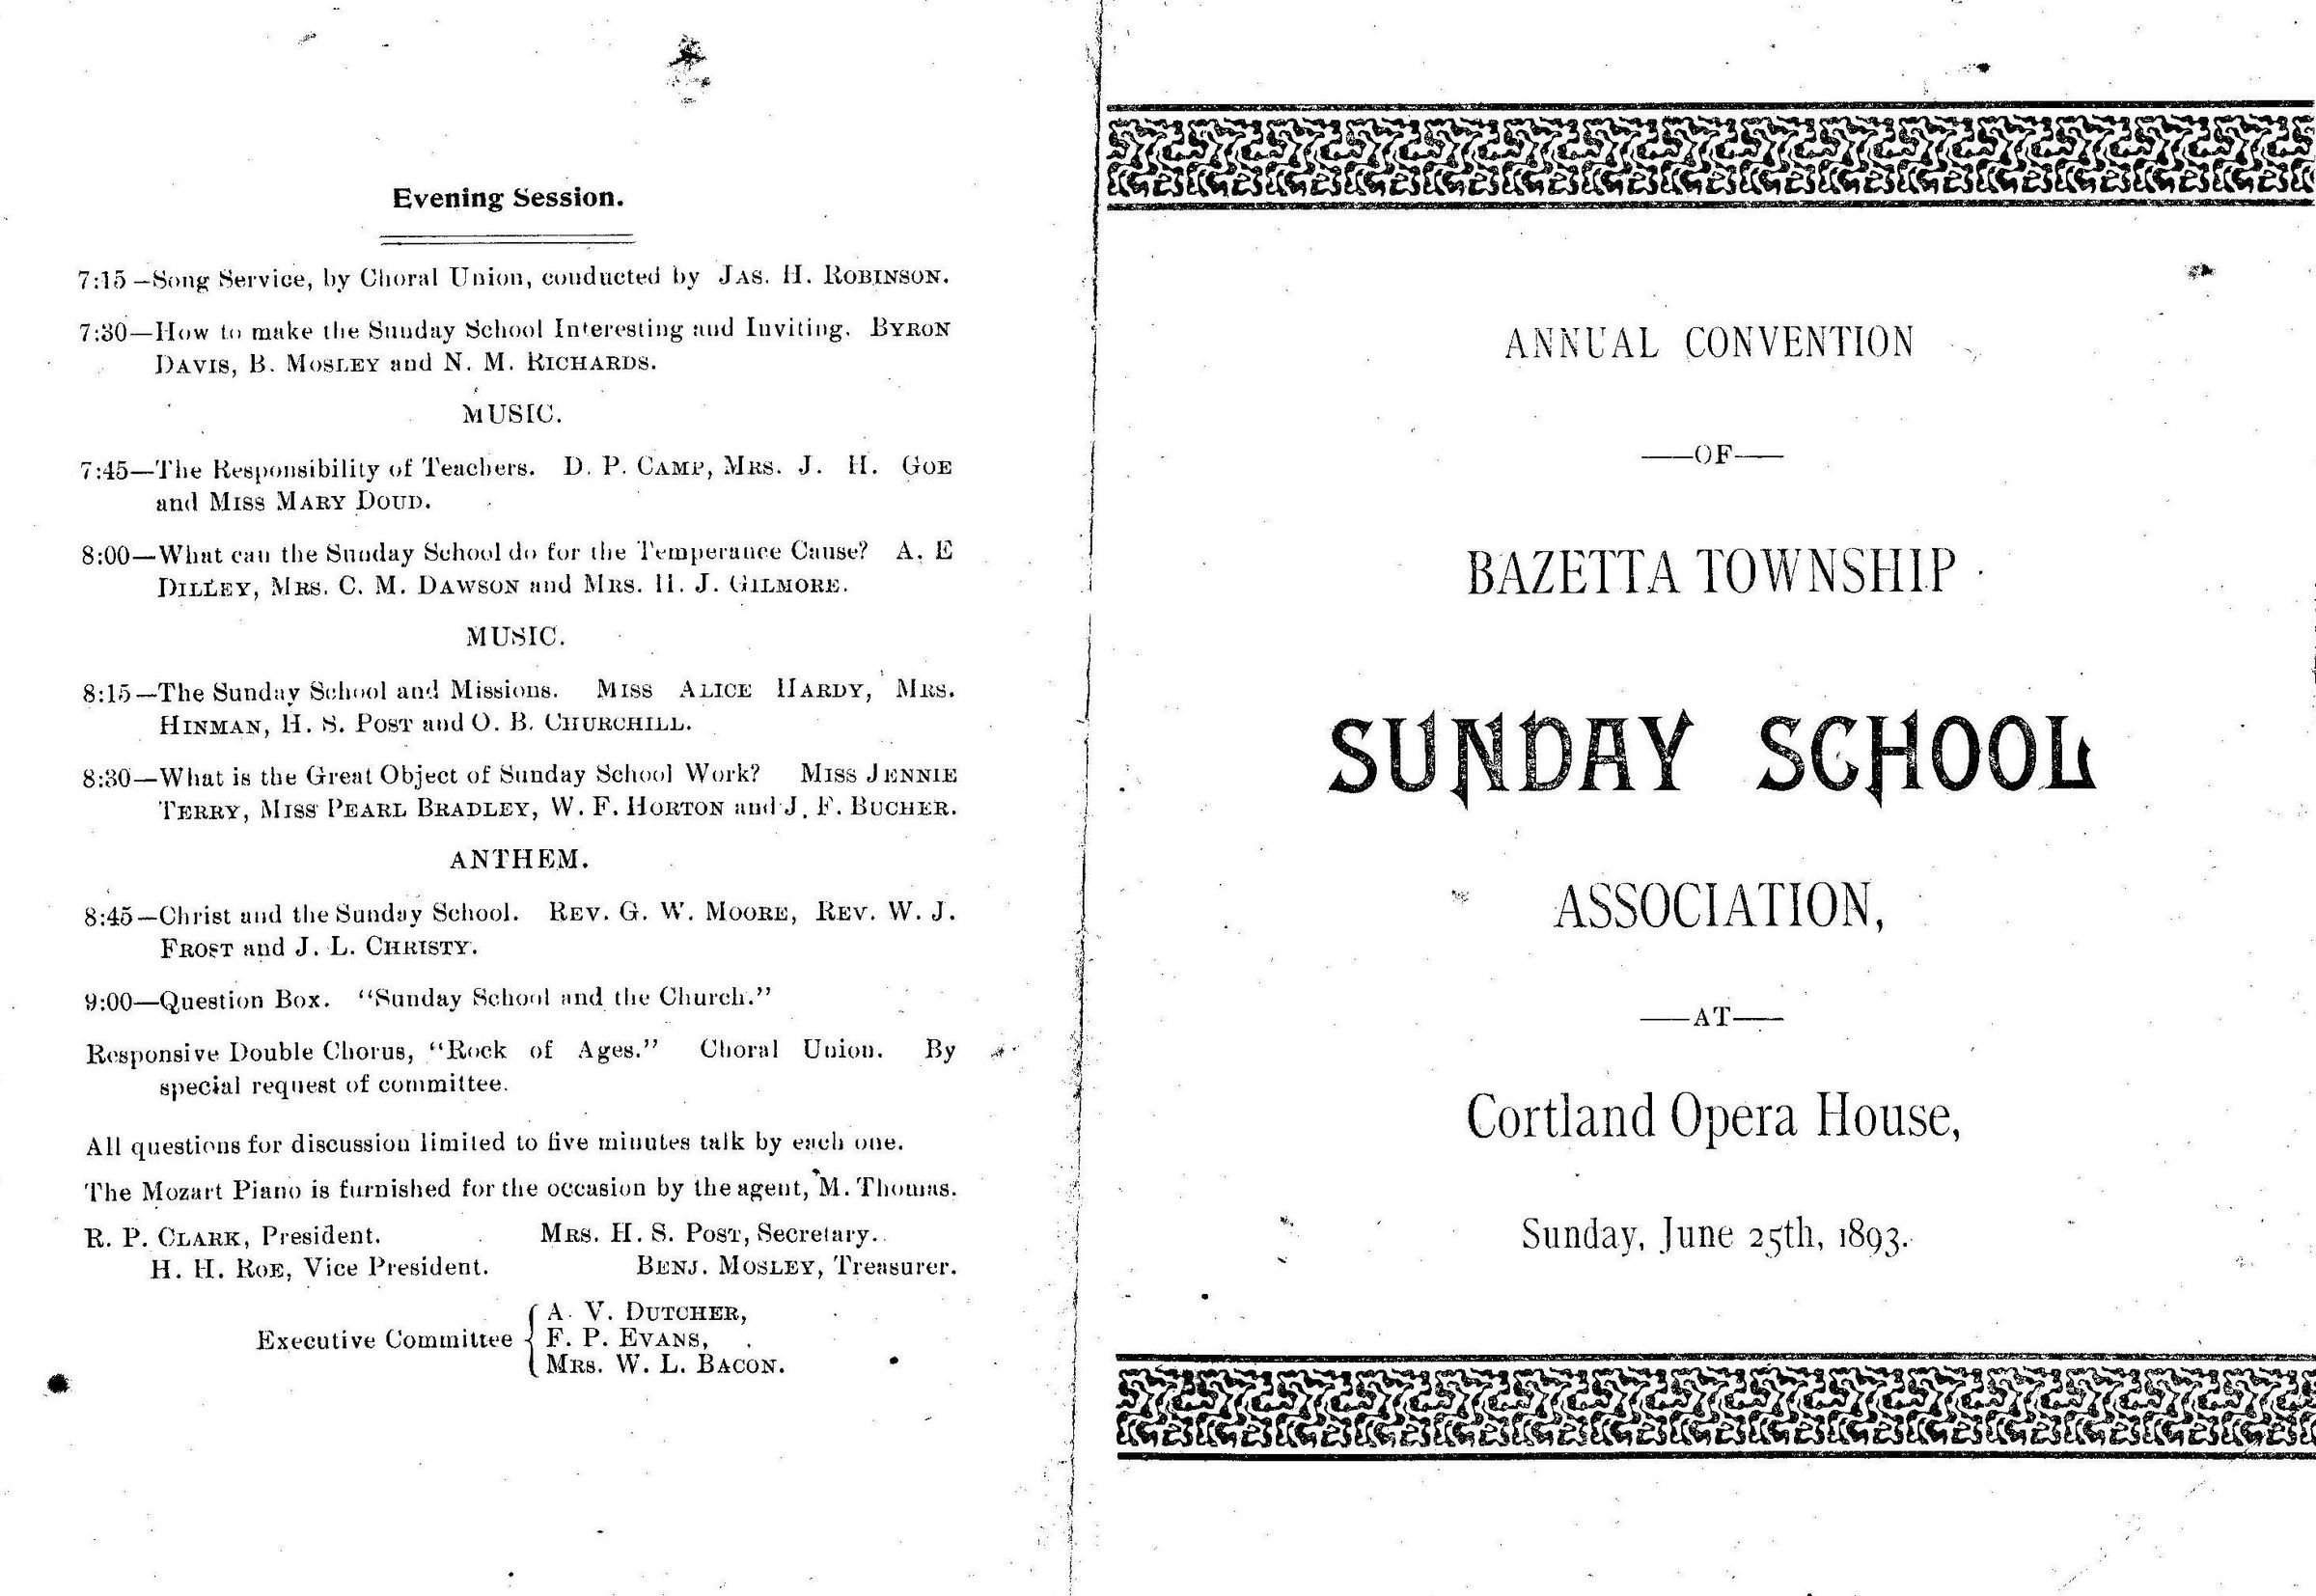 Evening Session.
7:15—Song Service, by Choral Union, conducted by JAS. H. ROBINSON.
7:30—How to make the Sunday School Interesting and Inviting. BYRON
DAVIS, B. MOSLEY and N. M. RICHARDS.
MUSIC.
7:45—The Responsibility of Teachers. D. P. CAMP, MRS. J. H. GOE
and MISS MARY DOUD.
8:00—What can the Sunday School do for the Temperance Cause? A. E
DILLEY, MRS. C. M. DAWSON and MRS. H. J. GILMORE.
MUSIC.
8:15—The Sunday School and Missions. MISS ALICE HARDY, MRS.
HINMAN, H. S. POST and O. B. CHURCHILL.
8:30—What is the Great Object of Sunday School Work? MISS JENNIE
TERRY, MISS PEARL BRADLEY, W. F. HORTON and J. F. BUCHER.
ANTHEM.
8:45—Christ and the Sunday School. REV. G. W. MOORE, REV. W. J.
FROST and J. L. CHRISTY.
9:00—Question Box. “Sunday School and the Church.”
Responsive Double Chorus, “Rock of Ages.” Choral Union. By
special request of committee.
All questions for discussion limited to five minutes talk by each one.
The Mozart Piano is furnished for the occasion by the agent, M. Thomas.
R. P. CLARK, President. MRS. H. S. POST, Secretary.
H. H. ROE, Vice President. BENJ. MOSLEY, Treasurer.
A. V. DUTCHER,
Executive Committee F. P. EVANS,
MRS. W. L. BACON.
ANNUAL CONVENTION
—OF—
BAZETTA TOWNSHIP
SUNDAY SCHOOL
ASSOCIATION,
—AT—
Cortland Opera House,
Sunday, June 25th, 1893.